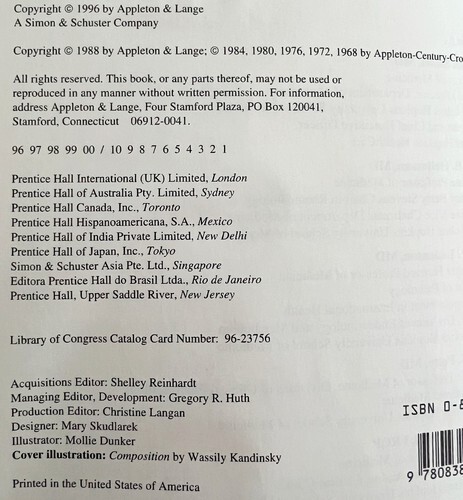 Copyright © 1996 by Appleton & Lange
A Simon & Schuster Company
Copyright © 1988 by Appleton & Lange; © 1984, 1980, 1976, 1972, 1968 by Appleton-Century-Cro
All rights reserved. This book, or any parts thereof, may not be used or
reproduced in any manner without written permission. For information,
address Appleton & Lange, Four Stamford Plaza, PO Box 120041,
Stamford, Connecticut 06912-0041.
96 97 98 99 00 / 10 9 8 7 6 5 4 3 2 1
Prentice Hall International (UK) Limited, London
Prentice Hall of Australia Pty. Limited, Sydney
Prentice Hall Canada, Inc., Toronto
Prentice Hall Hispanoamericana, S.A., Mexico
Prentice Hall of India Private Limited, New Delhi
Prentice Hall of Japan, Inc., Tokyo
Simon & Schuster Asia Pte. Ltd., Singapore
Editora Prentice Hall do Brasil Ltda., Rio de Janeiro
Prentice Hall, Upper Saddle River, New Jersey
Library of Congress Catalog Card Number: 96-23756
Acquisitions Editor: Shelley Reinhardt
Managing Editor, Development: Gregory R. Huth
Production Editor: Christine Langan
Designer: Mary Skudlarek
Illustrator: Mollie Dunker
Cover illustration: Composition by Wassily Kandinsky
Printed in the United States of America
ISBN 0-8
9 780838